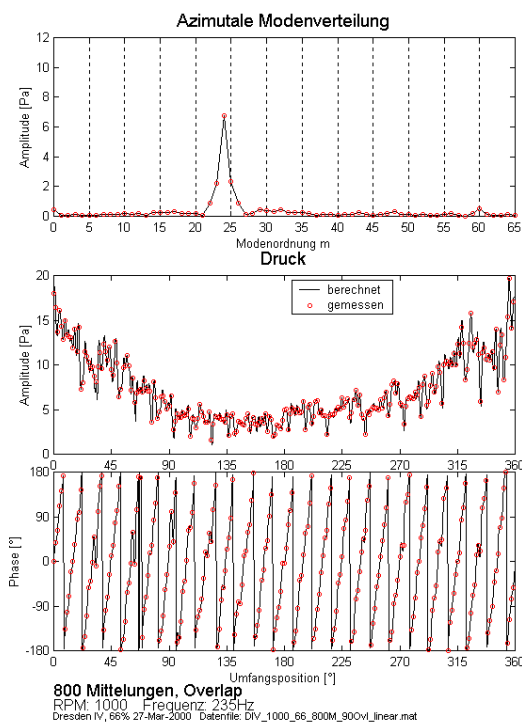 Azimutale Modenverteilung
12
10
8
6
4
2
0
Amplitude [Pa]
0 5 10 15 20 25 30 35 40 45 50 55 60 65
Modenordnung m
Druck
20
15
10
5
0
Amplitude [Pa]
berechnet
gemessen
0 45 90 135 180 225 270 315 360
180
90
0
-90
-180
Phase [°]
0 45 90 135 180 225 270 315 360
Umfangsposition [°]
800 Mittelungen, Overlap
RPM: 1000 Frequenz: 235Hz
Dresden IV, 66% 27-Mar-2000 Datenfile: DIV_1000_66_800M_90Ovl_linear.mat